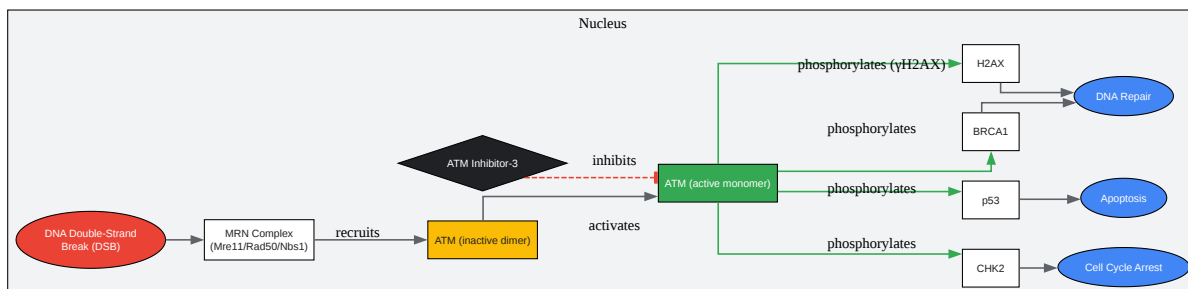 Nucleus
DNA Double-Strand
Break (DSB)
MRN Complex
(Mre11/Rad50/Nbs1)
recruits
ATM (inactive dimer)
ATM Inhibitor-3
inhibits
activates
ATM (active monomer)
phosphorylates (γH2AX)
H2AX
phosphorylates
BRCA1
DNA Repair
phosphorylates
p53
Apoptosis
phosphorylates
CHK2
Cell Cycle Arrest